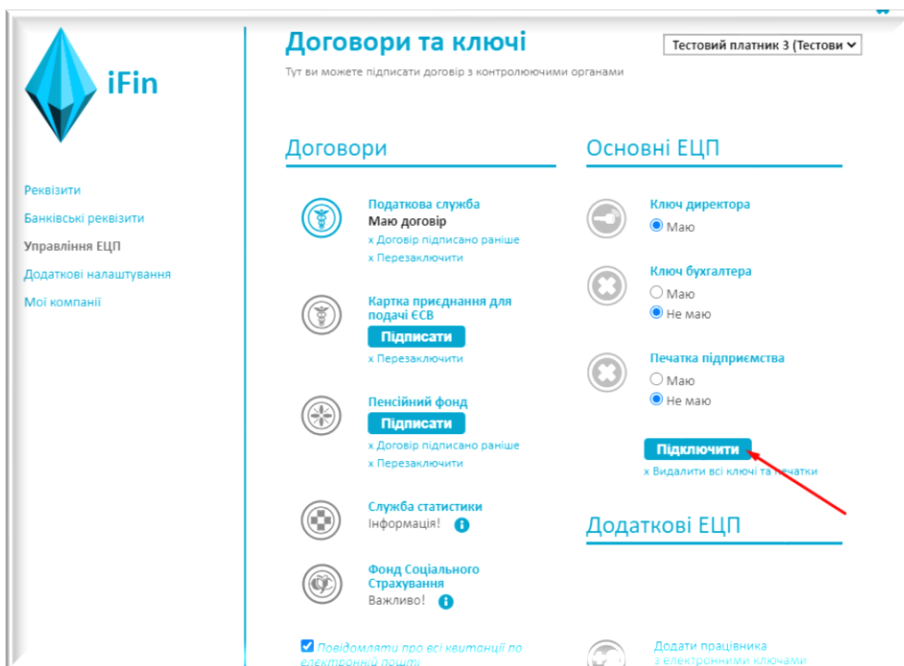 iFin
Реквізити
Банківські реквізити
Управління ЕЦП
Додаткові налаштування
Мої компанії
Договори та ключі
Тестовий платник 3 (Тестови
Тут ви можете підписати договір з контролюючими органами
Договори
Податкова служба
Маю договір
x Договір підписано раніше
x Перезаключити
Картка приєднання для
подачі ЄСВ
Підписати
x Перезаключити
Пенсійний фонд
Підписати
x Договір підписано раніше
x Перезаключити
Служба статистики
Інформація!
Фонд Соціального
Страхування
Важливо!
Повідомляти про всі квитанції по
електронній пошті
Основні ЕЦП
Ключ директора
Маю
Ключ бухгалтера
Маю
Не маю
Печатка підприємства
Маю
Не маю
Підключити
x Видалити всі ключі та печатки
Додаткові ЕЦП
Додати працівника
з електронними ключами